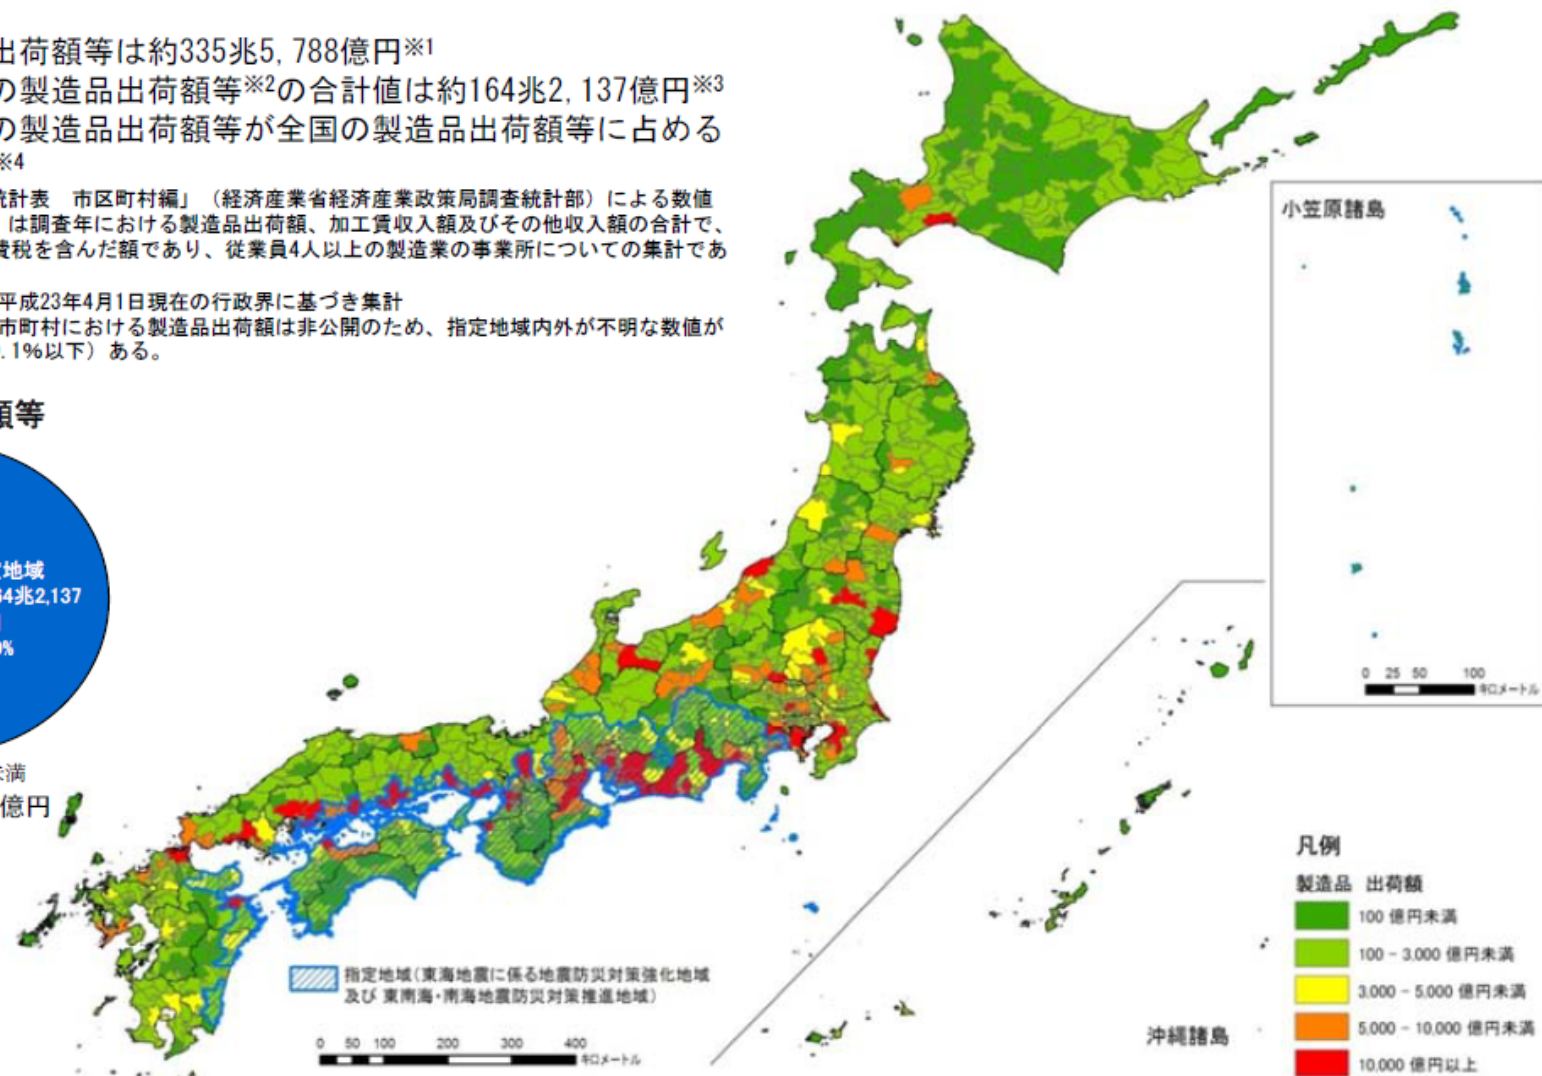 出荷額等は約335兆5,788億円※1
の製造品出荷額等※2の合計値は約164兆2,137億円※3
の製造品出荷額等が全国の製造品出荷額等に占める
※4
統計表 市区町村編」（経済産業省経済産業政策局調査統計部）による数値
は調査年における製造品出荷額、加工賃収入額及びその他収入額の合計で、
費税を含んだ額であり、従業員4人以上の製造業の事業所についての集計であ
平成23年4月1日現在の行政界に基づき集計
市町村における製造品出荷額は非公開のため、指定地域内外が不明な数値が
.1%以下）ある。
額等
地域
64兆2,137
%
未満
億円
小笠原諸島
0 25 50 100
キロメートル
指定地域（東海地震に係る地震防災対策強化地域
及び 東南海・南海地震防災対策推進地域）
0 50 100 200 300 400
キロメートル
沖縄諸島
凡例
製造品 出荷額
100 億円未満
100 - 3,000 億円未満
3,000 - 5,000 億円未満
5,000 - 10,000 億円未満
10,000 億円以上